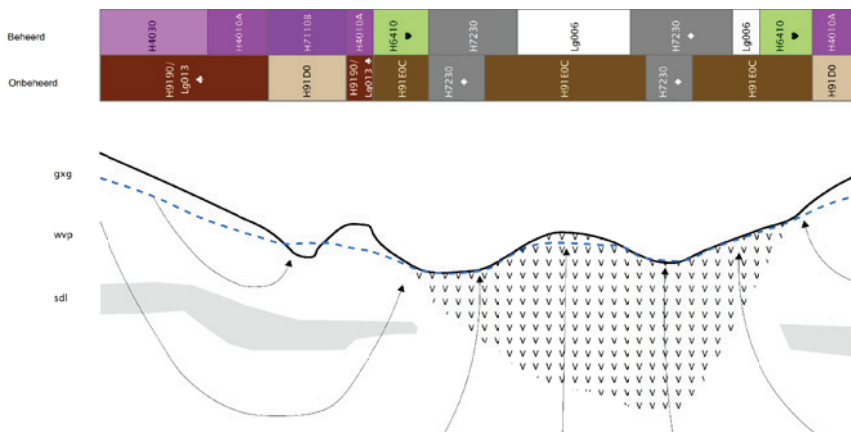 Beheerd
H4030
H4010A
H7110B
H4010A
H6410
H7230
Lg006
H7230
Lg006
H6410
H4010A
Onbeheerd
H9190/
Lg013
H91D0
H9190/
Lg013
H91E0C
H7230
H91E0C
H7230
H91E0C
H91D0
gxg
wvp
sdl